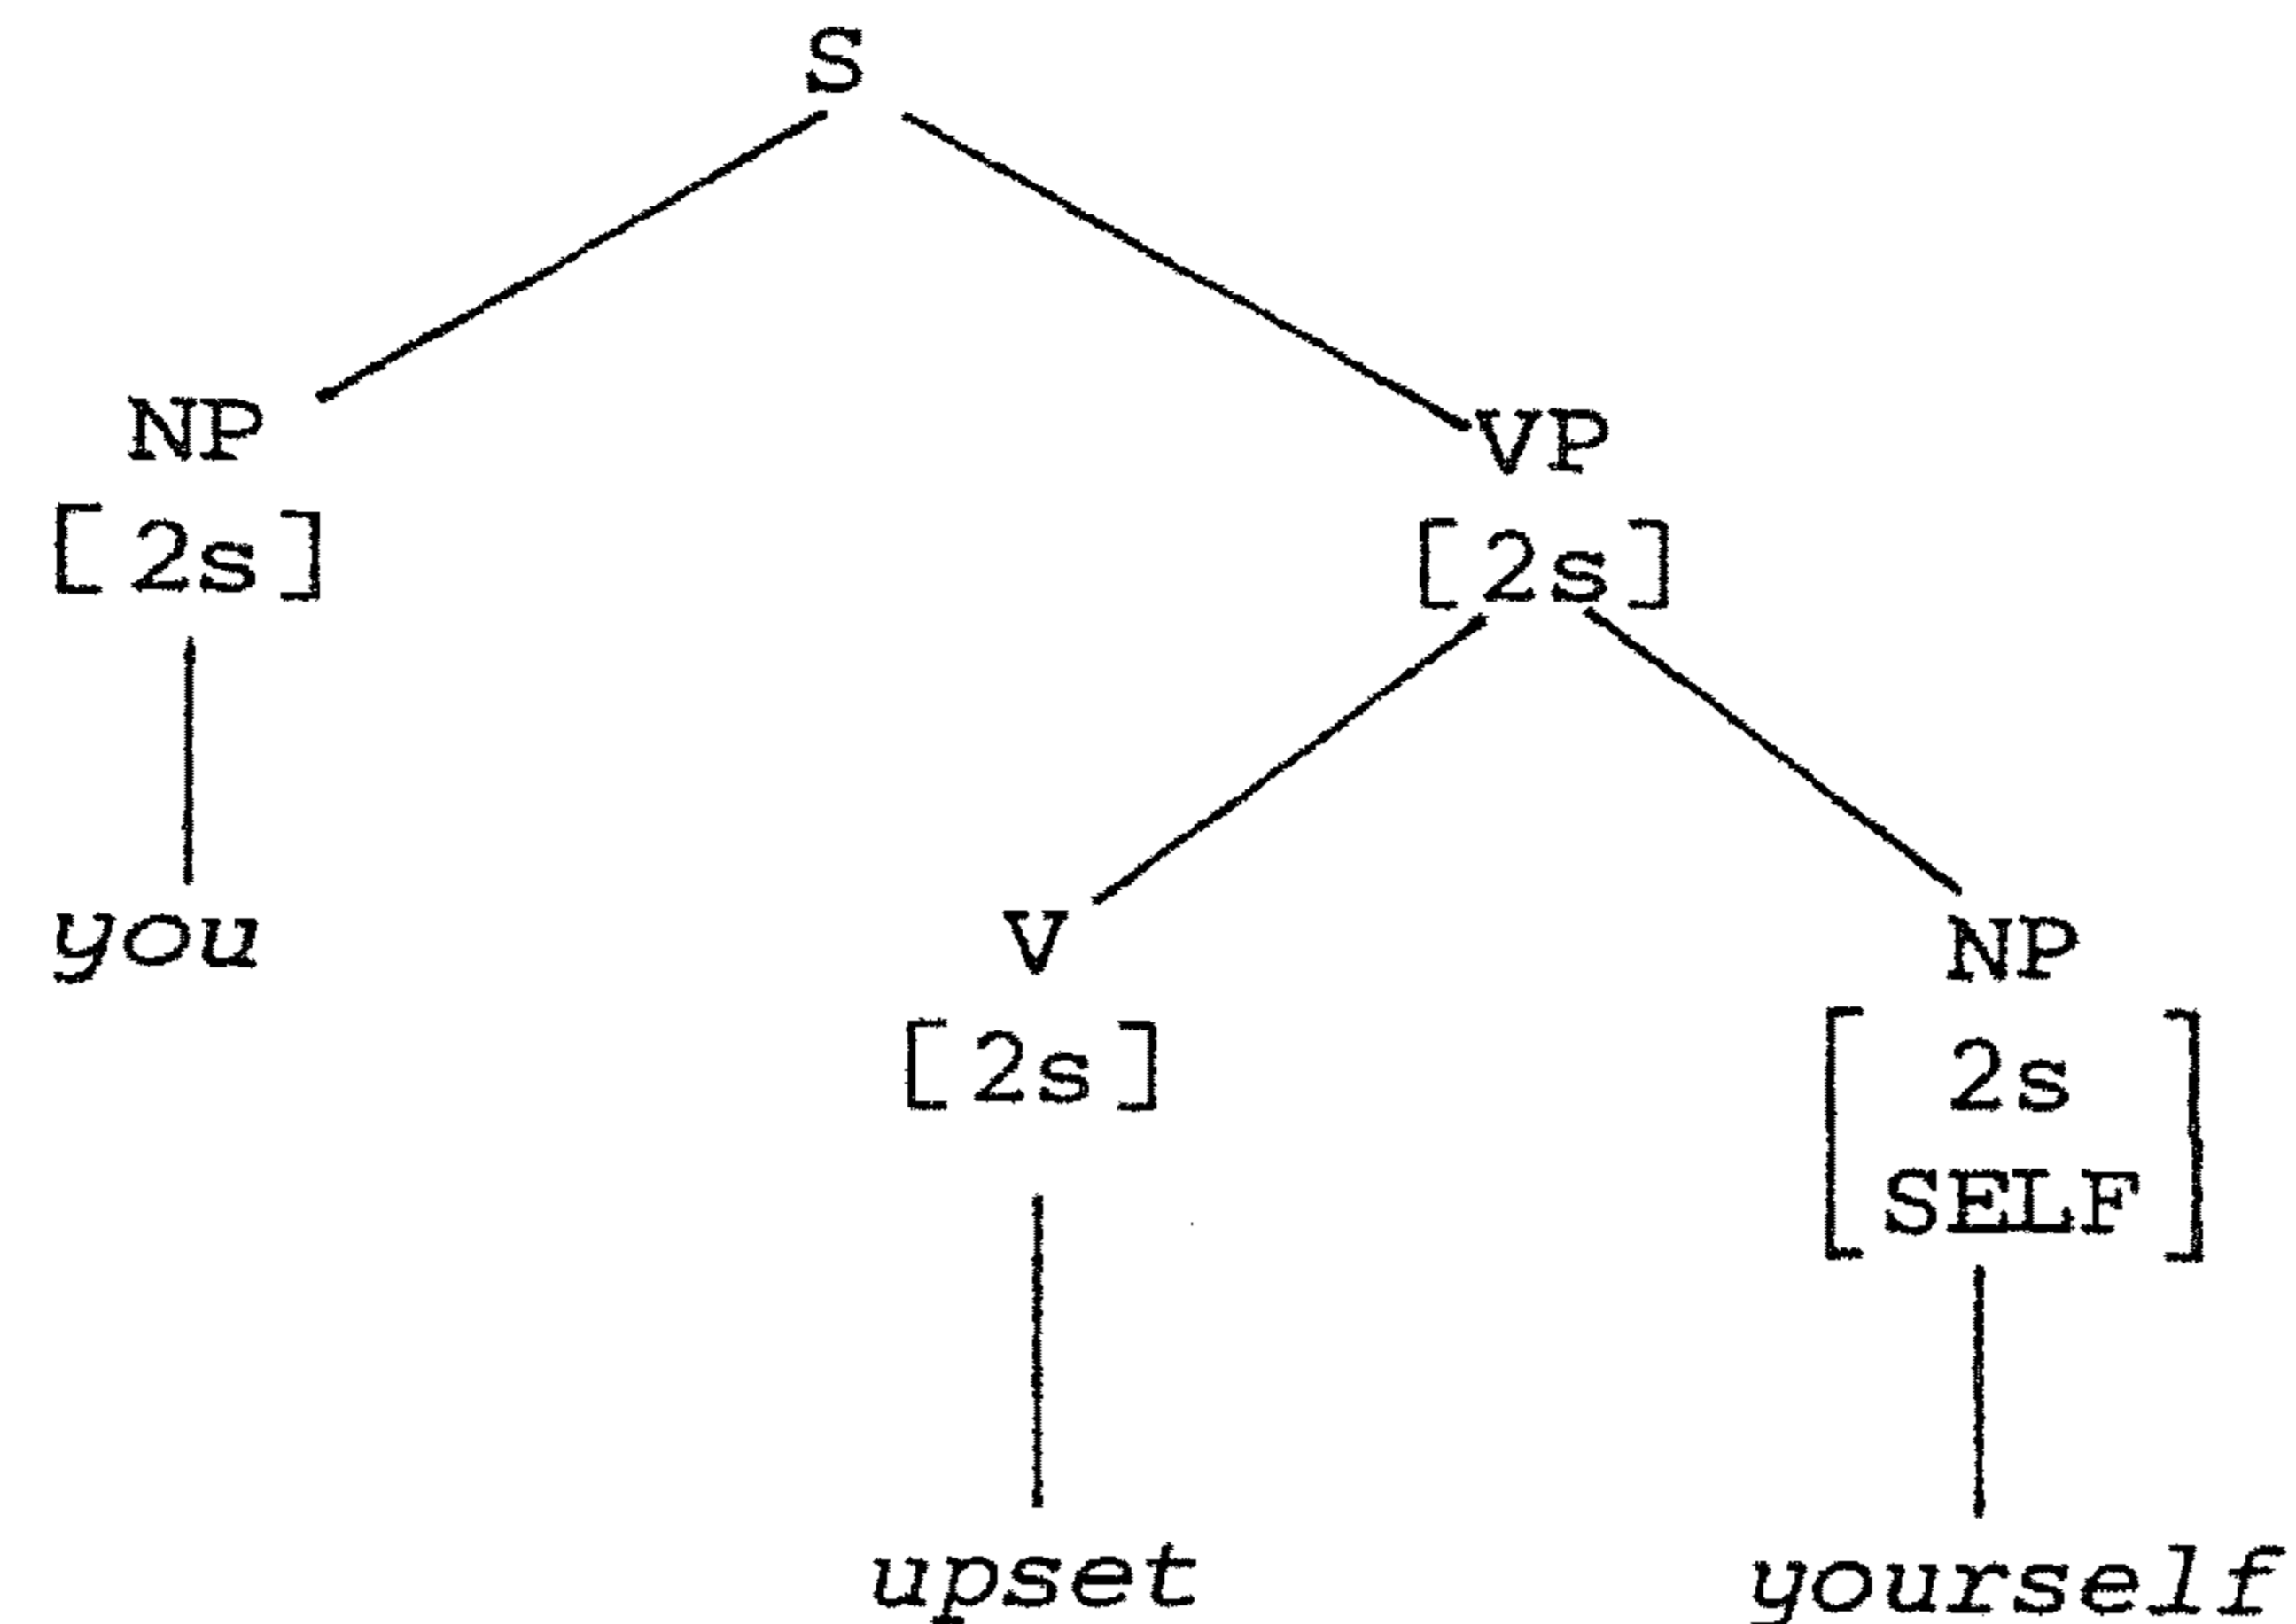 S
NP VP
[2s] [2s]
you V NP
[2s] [2s
SELF]
upset yourself